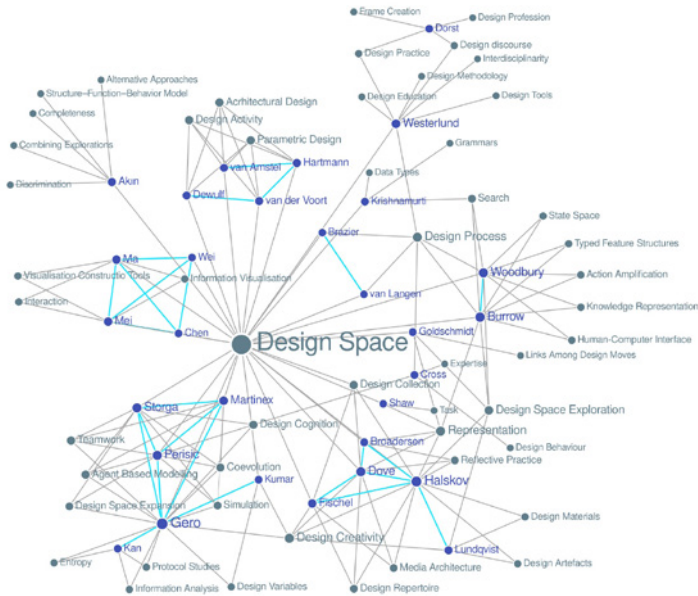 Frame Creation
Dorst
Design Profession
Design discourse
Design Practice
Interdisciplinarity
Design Methodology
Design Education
Design Tools
Westerlund
Grammars
Alternative Approaches
Structure-Function-Behavior Model
Completeness
Combining Explorations
Discrimination
Akin
Acrhitectural Design
Design Activity
Parametric Design
van Amstel
Hartmann
Dewulf
van der Voort
Data Types
Krishnamurti
Search
Brazier
Design Process
State Space
Typed Feature Structures
Woodbury
Action Amplification
van Langen
Knowledge Representation
Burrow
Goldschmidt
Human-Computer Interface
Links Among Design Moves
Ma
Wei
Visualisation Constructio Tools
Information Visualisation
Interaction
Mei
Chen
Design Space
Expertise
Cross
Design Collection
Shaw
Task
Design Space Exploration
Martinex
Storga
Design Cognition
Representation
Teamwork
Broadersen
Design Behaviour
Perisic
Reflective Practice
Agent Based Modelling
Coevolution
Dove
Kumar
Halskov
Design Space Expansion
Simulation
Fischel
Gero
Design Materials
Design Creativity
Kan
Lundqvist
Entropy
Protocol Studies
Media Architecture
Design Artefacts
Information Analysis
Design Variables
Design Repertoire